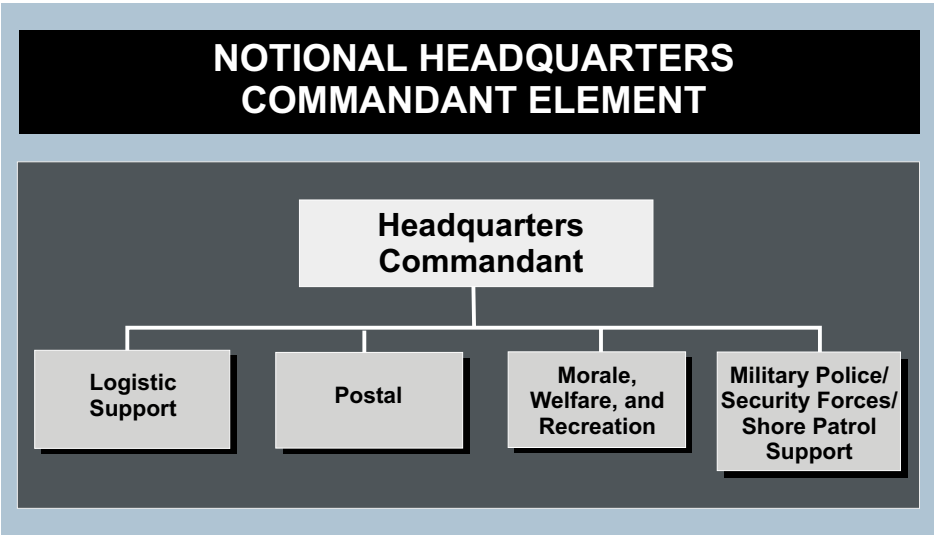 NOTIONAL HEADQUARTERS
COMMANDANT ELEMENT
Headquarters
Commandant
Logistic
Support
Postal
Morale,
Welfare, and
Recreation
Military Police/
Security Forces/
Shore Patrol
Support